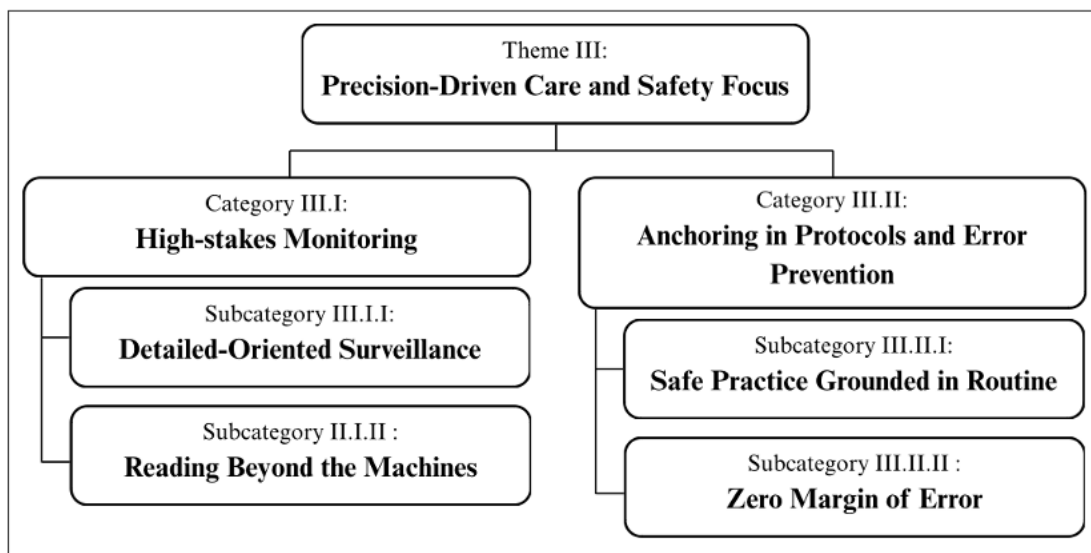 Theme III:
Precision-Driven Care and Safety Focus
Category III.I:
High-stakes Monitoring
Subcategory III.I.I:
Detailed-Oriented Surveillance
Subcategory II.I.II :
Reading Beyond the Machines
Category III.II:
Anchoring in Protocols and Error
Prevention
Subcategory III.II.I:
Safe Practice Grounded in Routine
Subcategory III.II.II :
Zero Margin of Error